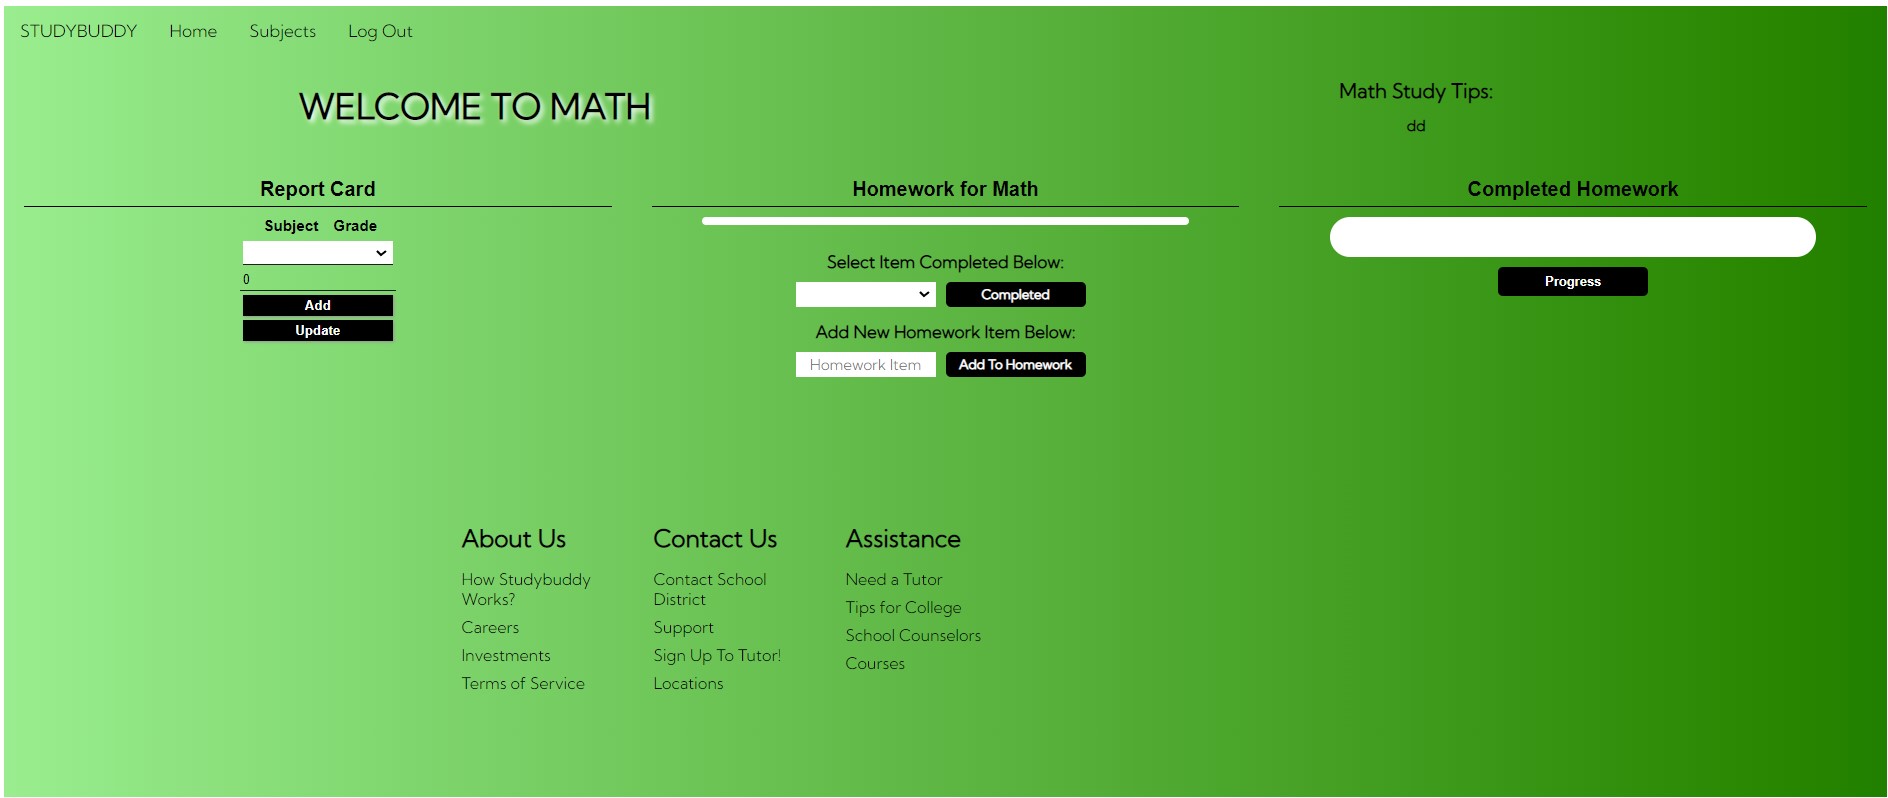 STUDYBUDDY Home Subjects Log Out
WELCOME TO MATH
Math Study Tips:
dd
Report Card
Subject Grade
0
Add
Update
Homework for Math
Select Item Completed Below:
Completed
Add New Homework Item Below:
Homework Item Add To Homework
Completed Homework
Progress
About Us
How Studybuddy
Works?
Careers
Investments
Terms of Service
Contact Us
Contact School
District
Support
Sign Up To Tutor!
Locations
Assistance
Need a Tutor
Tips for College
School Counselors
Courses